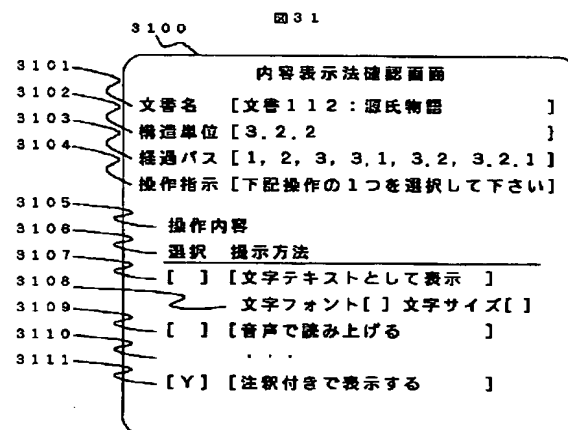 図31
3100
内容表示法確認画面
3101
3102
文書名 [文書112:源氏物語 ]
3103
構造単位 [3.2.2 }
3104
経過パス [1, 2, 3, 3.1, 3.2, 3.2.1]
操作指示 [下記操作の1つを選択して下さい]
3105
操作内容
3106
選択 提示方法
3107
[ ] [文字テキストとして表示 ]
3108
文字フォント[ ] 文字サイズ[ ]
3109
[ ] [音声で読み上げる ]
3110
・・・
3111
[Y] [注釈付きで表示する ]